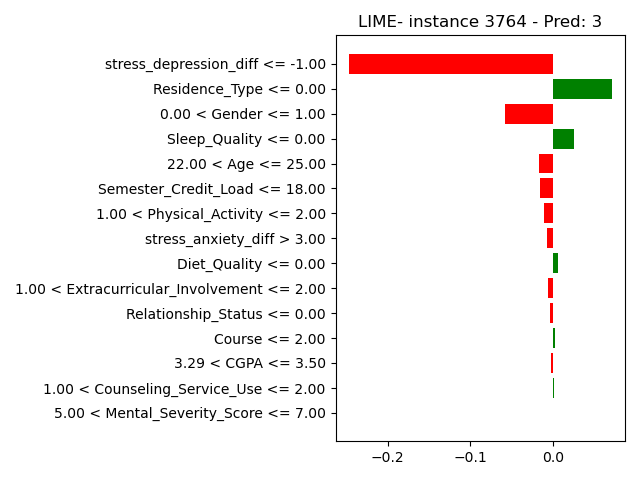 LIME- instance 3764 - Pred: 3
stress_depression_diff <= -1.00
Residence_Type <= 0.00
0.00 < Gender <= 1.00
Sleep_Quality <= 0.00
22.00 < Age <= 25.00
Semester_Credit_Load <= 18.00
1.00 < Physical_Activity <= 2.00
stress_anxiety_diff > 3.00
Diet_Quality <= 0.00
1.00 < Extracurricular_Involvement <= 2.00
Relationship_Status <= 0.00
Course <= 2.00
3.29 < CGPA <= 3.50
1.00 < Counseling_Service_Use <= 2.00
5.00 < Mental_Severity_Score <= 7.00
−0.2 −0.1 0.0